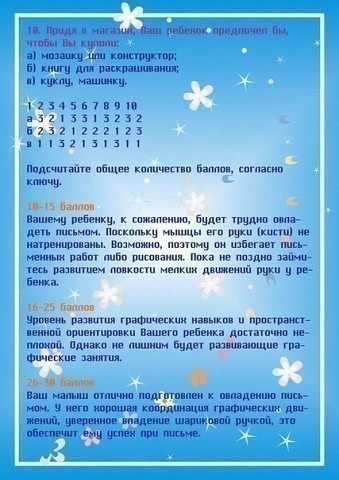 10. Придя в магазин, Ваш ребенок предпочел бы,
чтобы Вы купили:
а) мозаику или конструктор;
б) книгу для раскрашивания;
в) куклу, машинку.
1 2 3 4 5 6 7 8 9 10
а 3 2 1 3 3 1 3 2 3 2
б 2 3 2 1 2 2 2 1 2 3
в 1 1 3 2 1 3 1 3 1 1
Подсчитайте общее количество баллов, согласно
ключу.
10-15 баллов
Вашему ребенку, к сожалению, будет трудно овла-
деть письмом. Поскольку мышцы его руки (кисти) не
натренированы. Возможно, поэтому он избегает пись-
менных работ либо рисования. Пока не поздно займи-
тесь развитием ловкости мелких движений руки у ре-
бенка.
16-25 баллов
Уровень развития графических навыков и пространст-
венной ориентировки Вашего ребенка достаточно не-
плохой. Однако не лишним будет развивающие гра-
фические занятия.
26-30 баллов
Ваш малыш отлично подготовлен к овладению пись-
мом. У него хорошая координация графических дви-
жений, уверенное владение шариковой ручкой, это
обеспечит ему успех при письме.